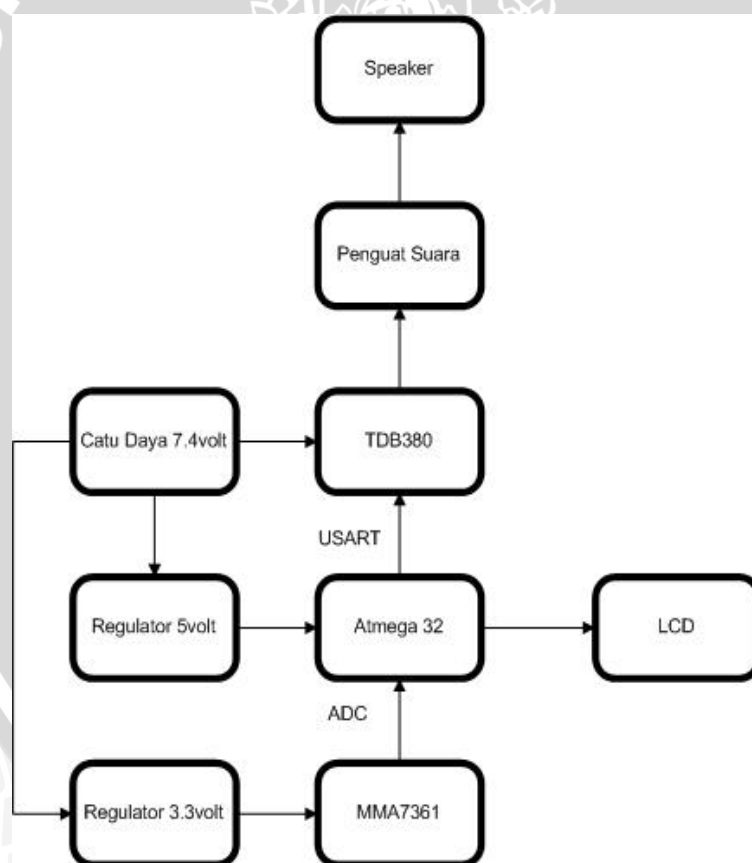 Speaker
Penguat Suara
Catu Daya 7.4volt
TDB380
USART
Regulator 5volt
Atmega 32
LCD
ADC
Regulator 3.3volt
MMA7361